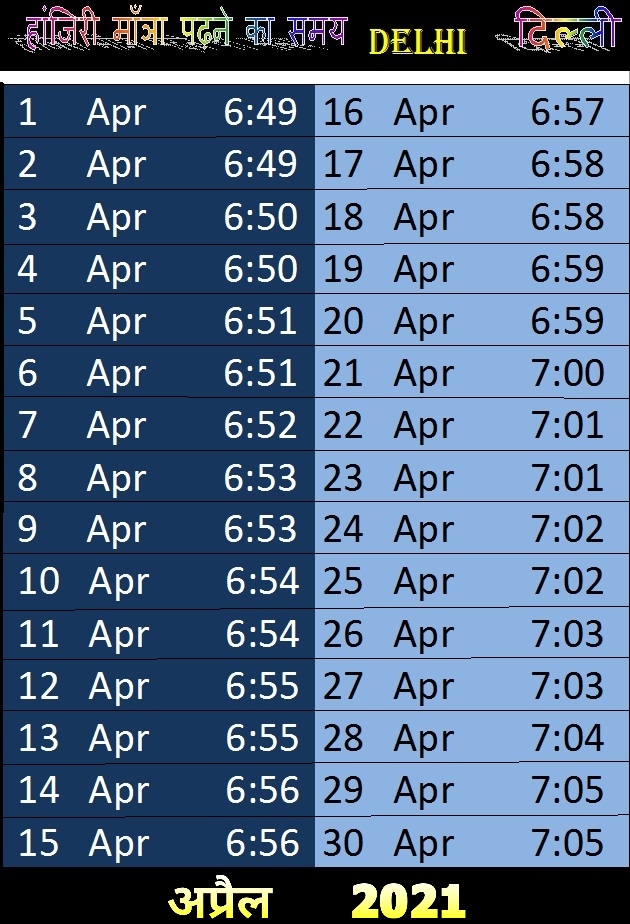 हांजिरी माँत्रा पढ़ने का समय DELHI दिल्ली
1 Apr 6:49 16 Apr 6:57
2 Apr 6:49 17 Apr 6:58
3 Apr 6:50 18 Apr 6:58
4 Apr 6:50 19 Apr 6:59
5 Apr 6:51 20 Apr 6:59
6 Apr 6:51 21 Apr 7:00
7 Apr 6:52 22 Apr 7:01
8 Apr 6:53 23 Apr 7:01
9 Apr 6:53 24 Apr 7:02
10 Apr 6:54 25 Apr 7:02
11 Apr 6:54 26 Apr 7:03
12 Apr 6:55 27 Apr 7:03
13 Apr 6:55 28 Apr 7:04
14 Apr 6:56 29 Apr 7:05
15 Apr 6:56 30 Apr 7:05
अप्रैल 2021